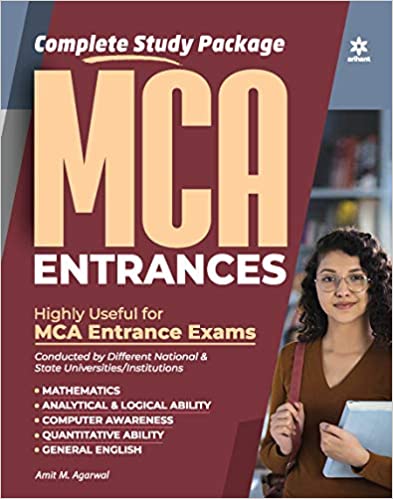 Complete Study Package
arihant
MCA
ENTRANCES
Highly Useful for
MCA Entrance Exams
Conducted by Different National &
State Universities/Institutions
• MATHEMATICS
• ANALYTICAL & LOGICAL ABILITY
• COMPUTER AWARENESS
• QUANTITATIVE ABILITY
• GENERAL ENGLISH
Amit M. Agarwal